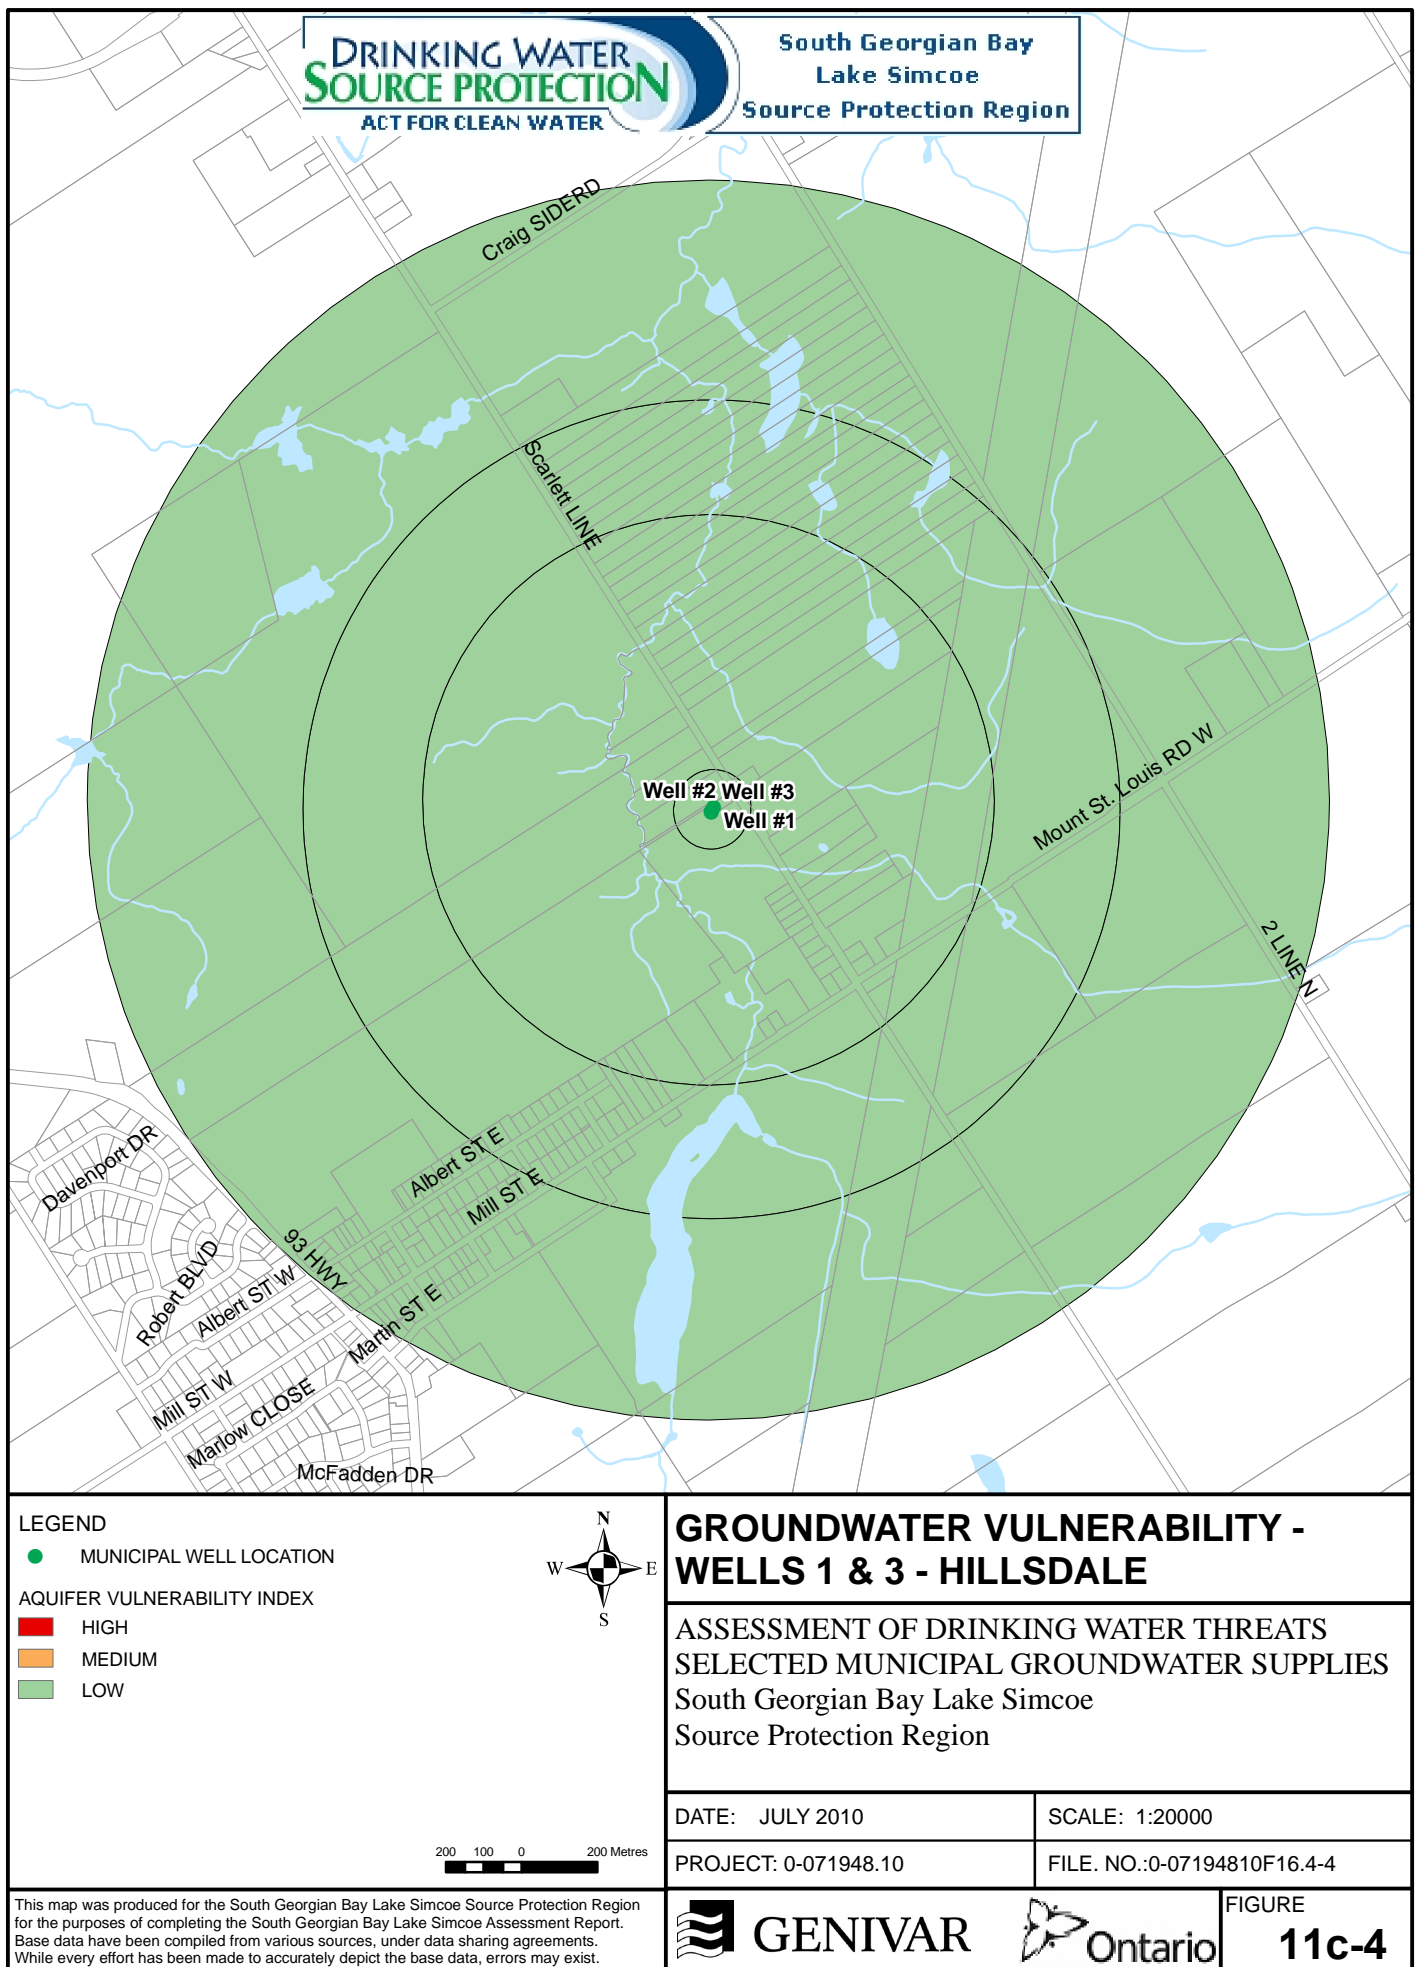 DRINKING WATER
SOURCE PROTECTION
ACT FOR CLEAN WATER
South Georgian Bay
Lake Simcoe
Source Protection Region
Craig SIDERD
Scarlett LINE
Well #2 Well #3
Well #1
Mount St. Louis RD W
2 LINE N
Davenport DR
Albert ST E
Mill ST E
93 HWY
Robert BLVD
Albert ST W
Martin ST E
Mill ST W
Marlow CLOSE
McFadden DR
LEGEND
MUNICIPAL WELL LOCATION
AQUIFER VULNERABILITY INDEX
HIGH
MEDIUM
LOW
N
W E
S
200 100 0 200 Metres
GROUNDWATER VULNERABILITY -
WELLS 1 & 3 - HILLSDALE
ASSESSMENT OF DRINKING WATER THREATS
SELECTED MUNICIPAL GROUNDWATER SUPPLIES
South Georgian Bay Lake Simcoe
Source Protection Region
DATE: JULY 2010
SCALE: 1:20000
PROJECT: 0-071948.10
FILE. NO.:0-07194810F16.4-4
This map was produced for the South Georgian Bay Lake Simcoe Source Protection Region
for the purposes of completing the South Georgian Bay Lake Simcoe Assessment Report.
Base data have been compiled from various sources, under data sharing agreements.
While every effort has been made to accurately depict the base data, errors may exist.
GENIVAR
Ontario
FIGURE
11c-4